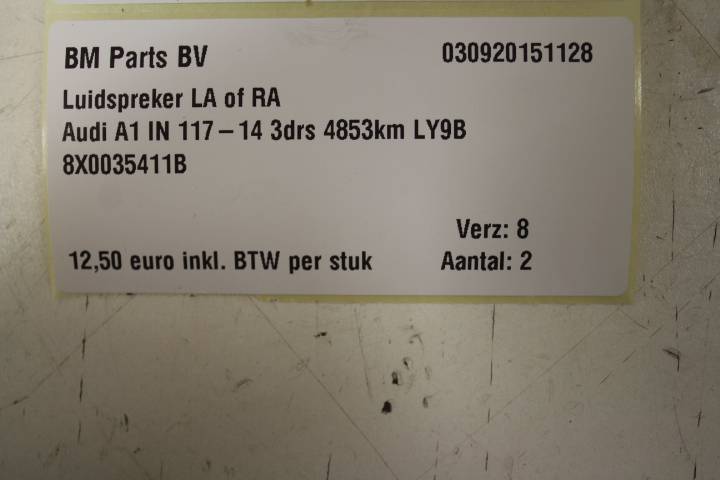 BM Parts BV 030920151128
Luidspreker LA of RA
Audi A1 IN 117-14 3drs 4853km LY9B
8X0035411B
Verz: 8
12,50 euro inkl. BTW per stuk Aantal: 2